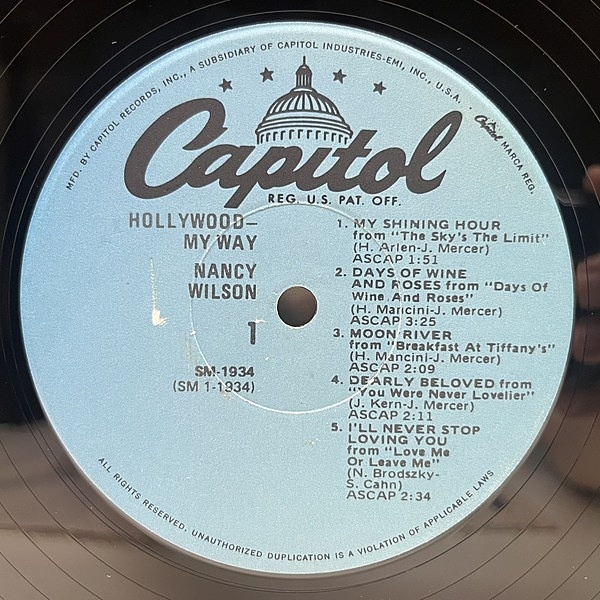 MFD. BY CAPITOL RECORDS, INC., A SUBSIDIARY OF CAPITOL INDUSTRIES-EMI, INC., U.S.A. · Capitol MARCA REG.
Capitol
REG. U.S. PAT. OFF.
HOLLYWOOD–
MY WAY
NANCY
WILSON
1
SM-1934
(SM 1-1934)
1. MY SHINING HOUR
from "The Sky's The Limit"
(H. Arlen-J. Mercer)
ASCAP 1:51
2. DAYS OF WINE
AND ROSES from "Days Of
Wine And Roses"
(H. Mancini-J. Mercer)
ASCAP 3:25
3. MOON RIVER
from "Breakfast At Tiffany's"
(H. Mancini-J. Mercer)
ASCAP 2:09
4. DEARLY BELOVED from
"You Were Never Lovelier"
(J. Kern-J. Mercer)
ASCAP 2:11
5. I'LL NEVER STOP
LOVING YOU
from "Love Me
Or Leave Me"
(N. Brodszky-
S. Cahn)
ASCAP 2:34
ALL RIGHTS RESERVED, UNAUTHORIZED DUPLICATION IS A VIOLATION OF APPLICABLE LAWS